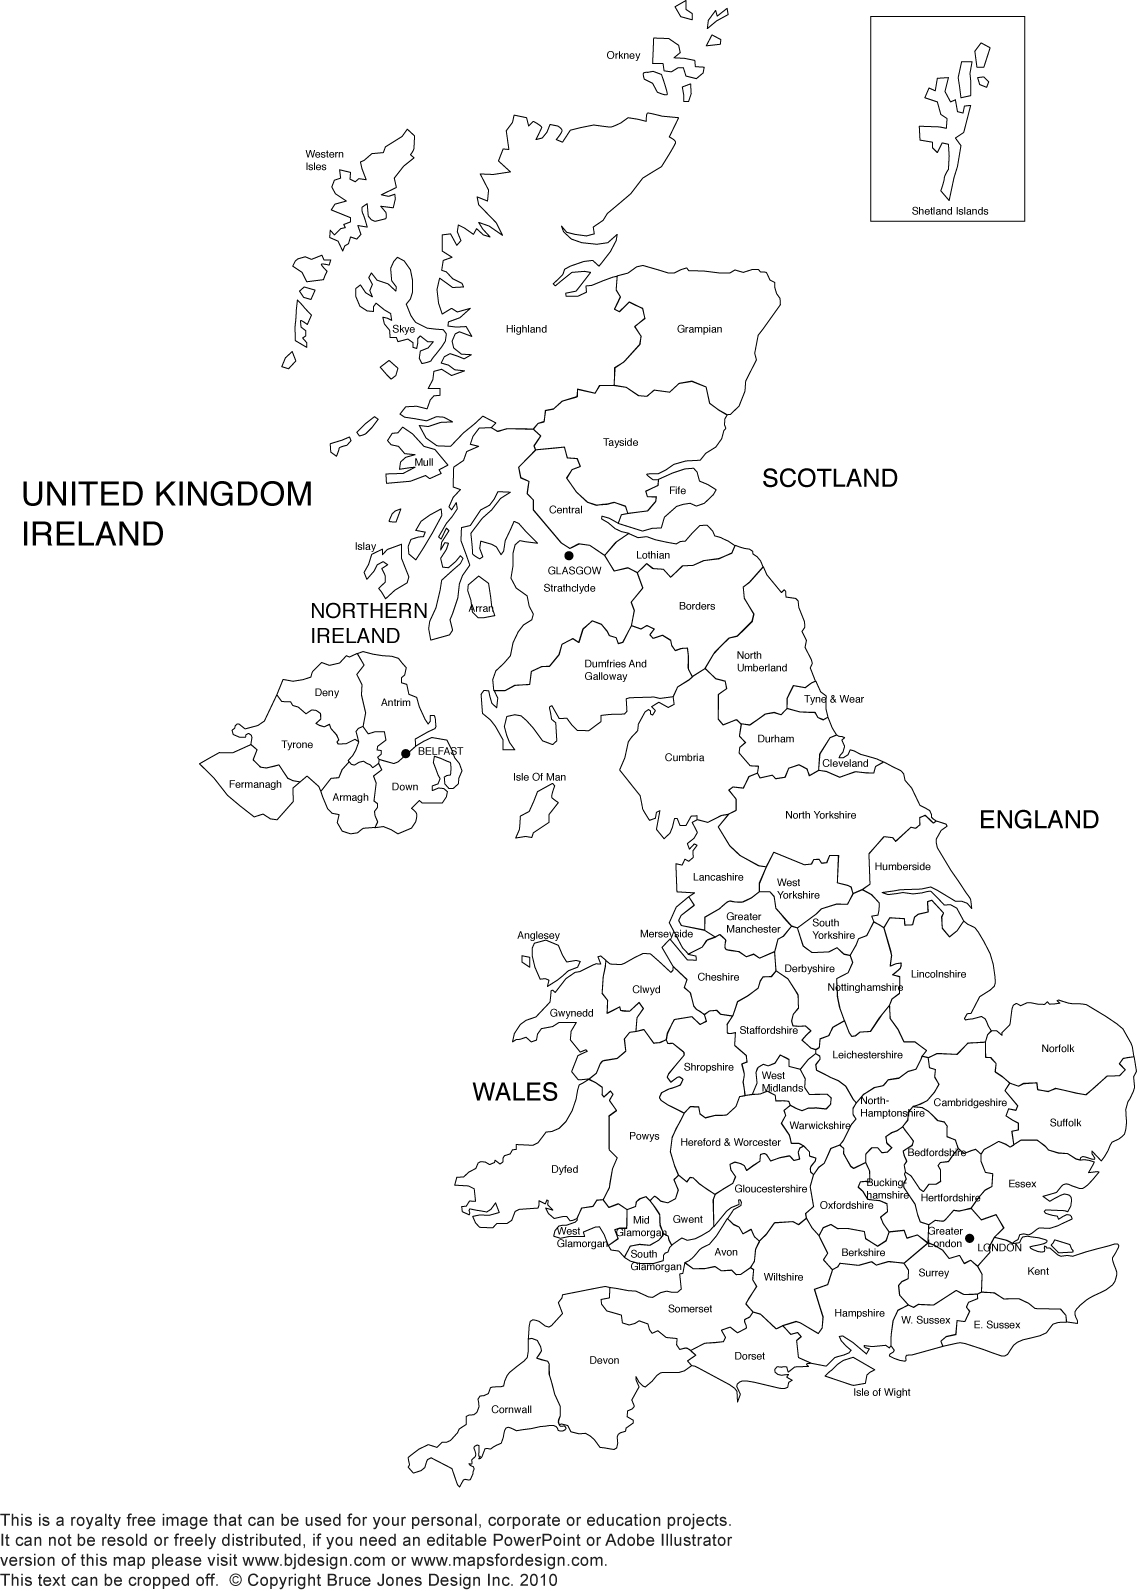 Orkney
Western
Isles
Shetland Islands
Skye
Highland
Grampian
Tayside
Mull
UNITED KINGDOM
IRELAND
SCOTLAND
Fife
Central
Islay
Lothian
GLASGOW
Strathclyde
NORTHERN
IRELAND
Arran
Borders
North
Umberland
Dumfries And
Galloway
Deny
Antrim
Tyne & Wear
Tyrone
BELFAST
Durham
Cumbria
Cleveland
Fermanagh
Armagh
Down
Isle Of Man
North Yorkshire
ENGLAND
Humberside
Lancashire
West
Yorkshire
Greater
Manchester
South
Yorkshire
Merseyside
Anglesey
Cheshire
Derbyshire
Lincolnshire
Clwyd
Nottinghamshire
Gwynedd
Staffordshire
Leichestershire
Norfolk
Shropshire
West
Midlands
WALES
North-
Hamptonshire
Cambridgeshire
Suffolk
Warwickshire
Powys
Hereford & Worcester
Bedfordshire
Dyfed
Gloucestershire
Bucking-
hamshire
Hertfordshire
Essex
Oxfordshire
Gwent
Mid
Glamorgan
West
Glamorgan
Greater
London
LONDON
South
Glamorgan
Avon
Berkshire
Wiltshire
Surrey
Kent
Somerset
Hampshire
W. Sussex
E. Sussex
Devon
Dorset
Isle of Wight
Cornwall
This is a royalty free image that can be used for your personal, corporate or education projects.
It can not be resold or freely distributed, if you need an editable PowerPoint or Adobe Illustrator
version of this map please visit www.bjdesign.com or www.mapsfordesign.com.
This text can be cropped off.  © Copyright Bruce Jones Design Inc. 2010